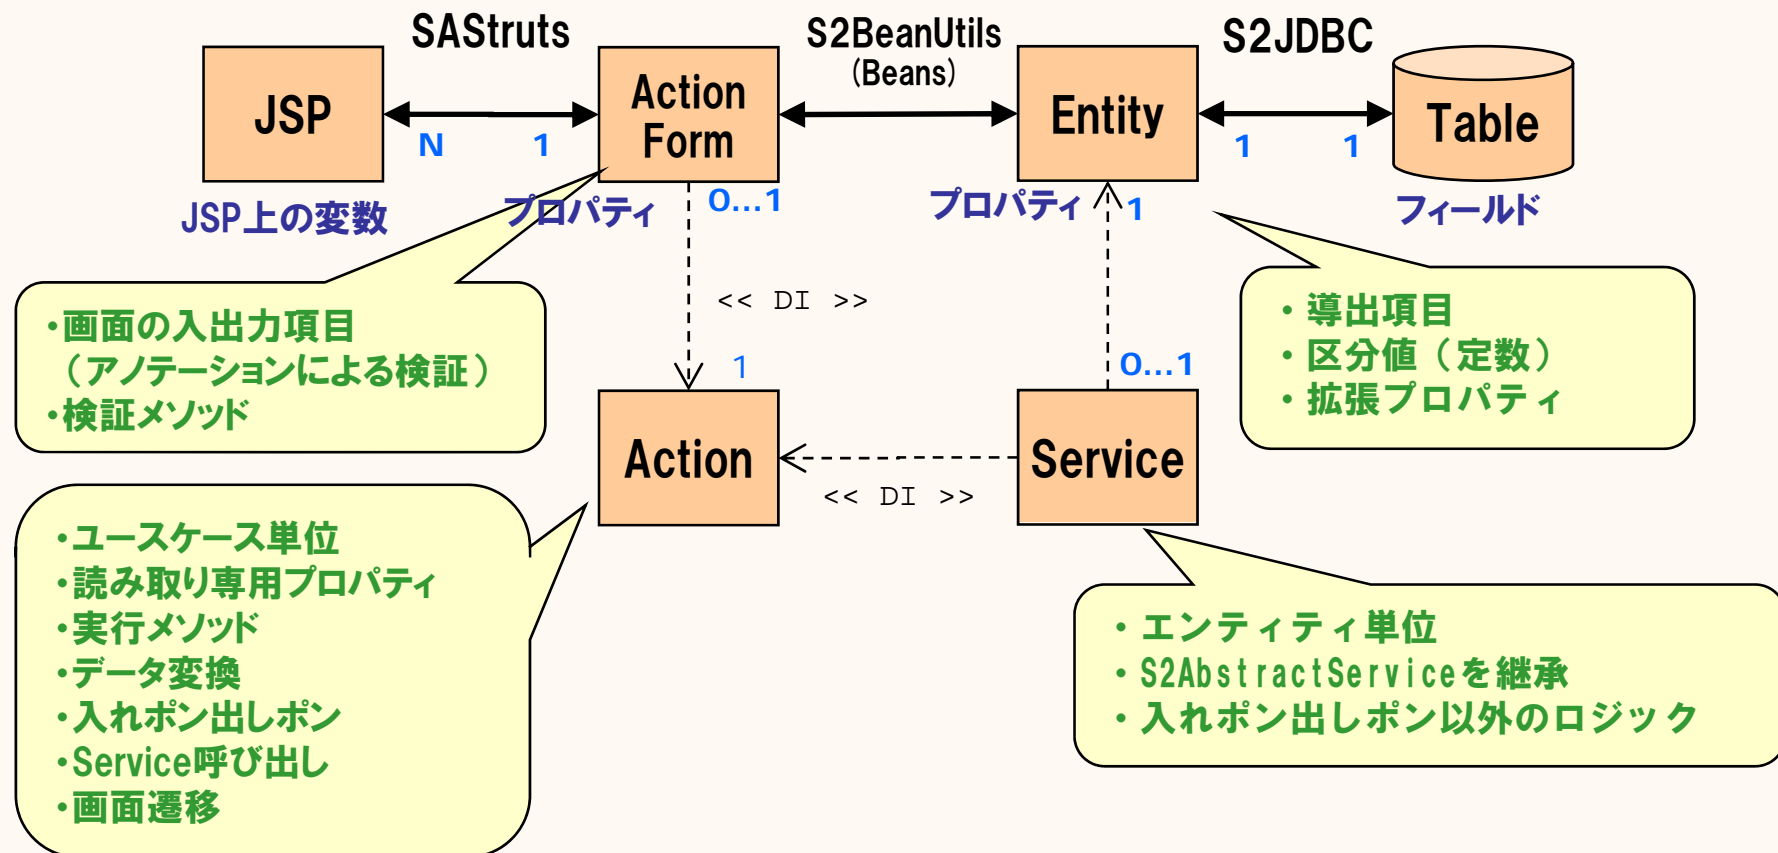 SAStruts
S2BeanUtils
(Beans)
S2JDBC
JSP
Action
Form
Entity
Table
N
1
1
1
JSP上の変数
プロパティ
0...1
プロパティ
1
フィールド
・画面の入出力項目
（アノテーションによる検証）
・検証メソッド
<< DI >>
1
・導出項目
・区分値（定数）
・拡張プロパティ
0...1
Action
Service
<< DI >>
・ユースケース単位
・読み取り専用プロパティ
・実行メソッド
・データ変換
・入れポン出しポン
・Service呼び出し
・画面遷移
・エンティティ単位
・S2AbstractServiceを継承
・入れポン出しポン以外のロジック